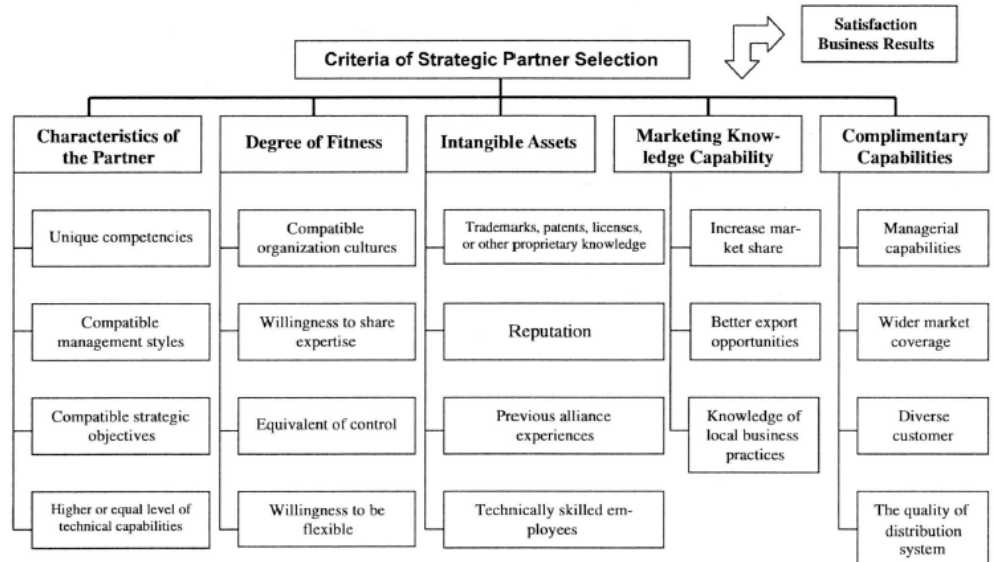 Satisfaction
Business Results
Criteria of Strategic Partner Selection
Characteristics of
the Partner
Unique competencies
Compatible
management styles
Compatible strategic
objectives
Higher or equal level of
technical capabilities
Degree of Fitness
Compatible
organization cultures
Willingness to share
expertise
Equivalent of control
Willingness to be
flexible
Intangible Assets
Trademarks, patents, licenses,
or other proprietary knowledge
Reputation
Previous alliance
experiences
Technically skilled em-
ployees
Marketing Know-
ledge Capability
Increase mar-
ket share
Better export
opportunities
Knowledge of
local business
practices
Complimentary
Capabilities
Managerial
capabilities
Wider market
coverage
Diverse
customer
The quality of
distribution
system